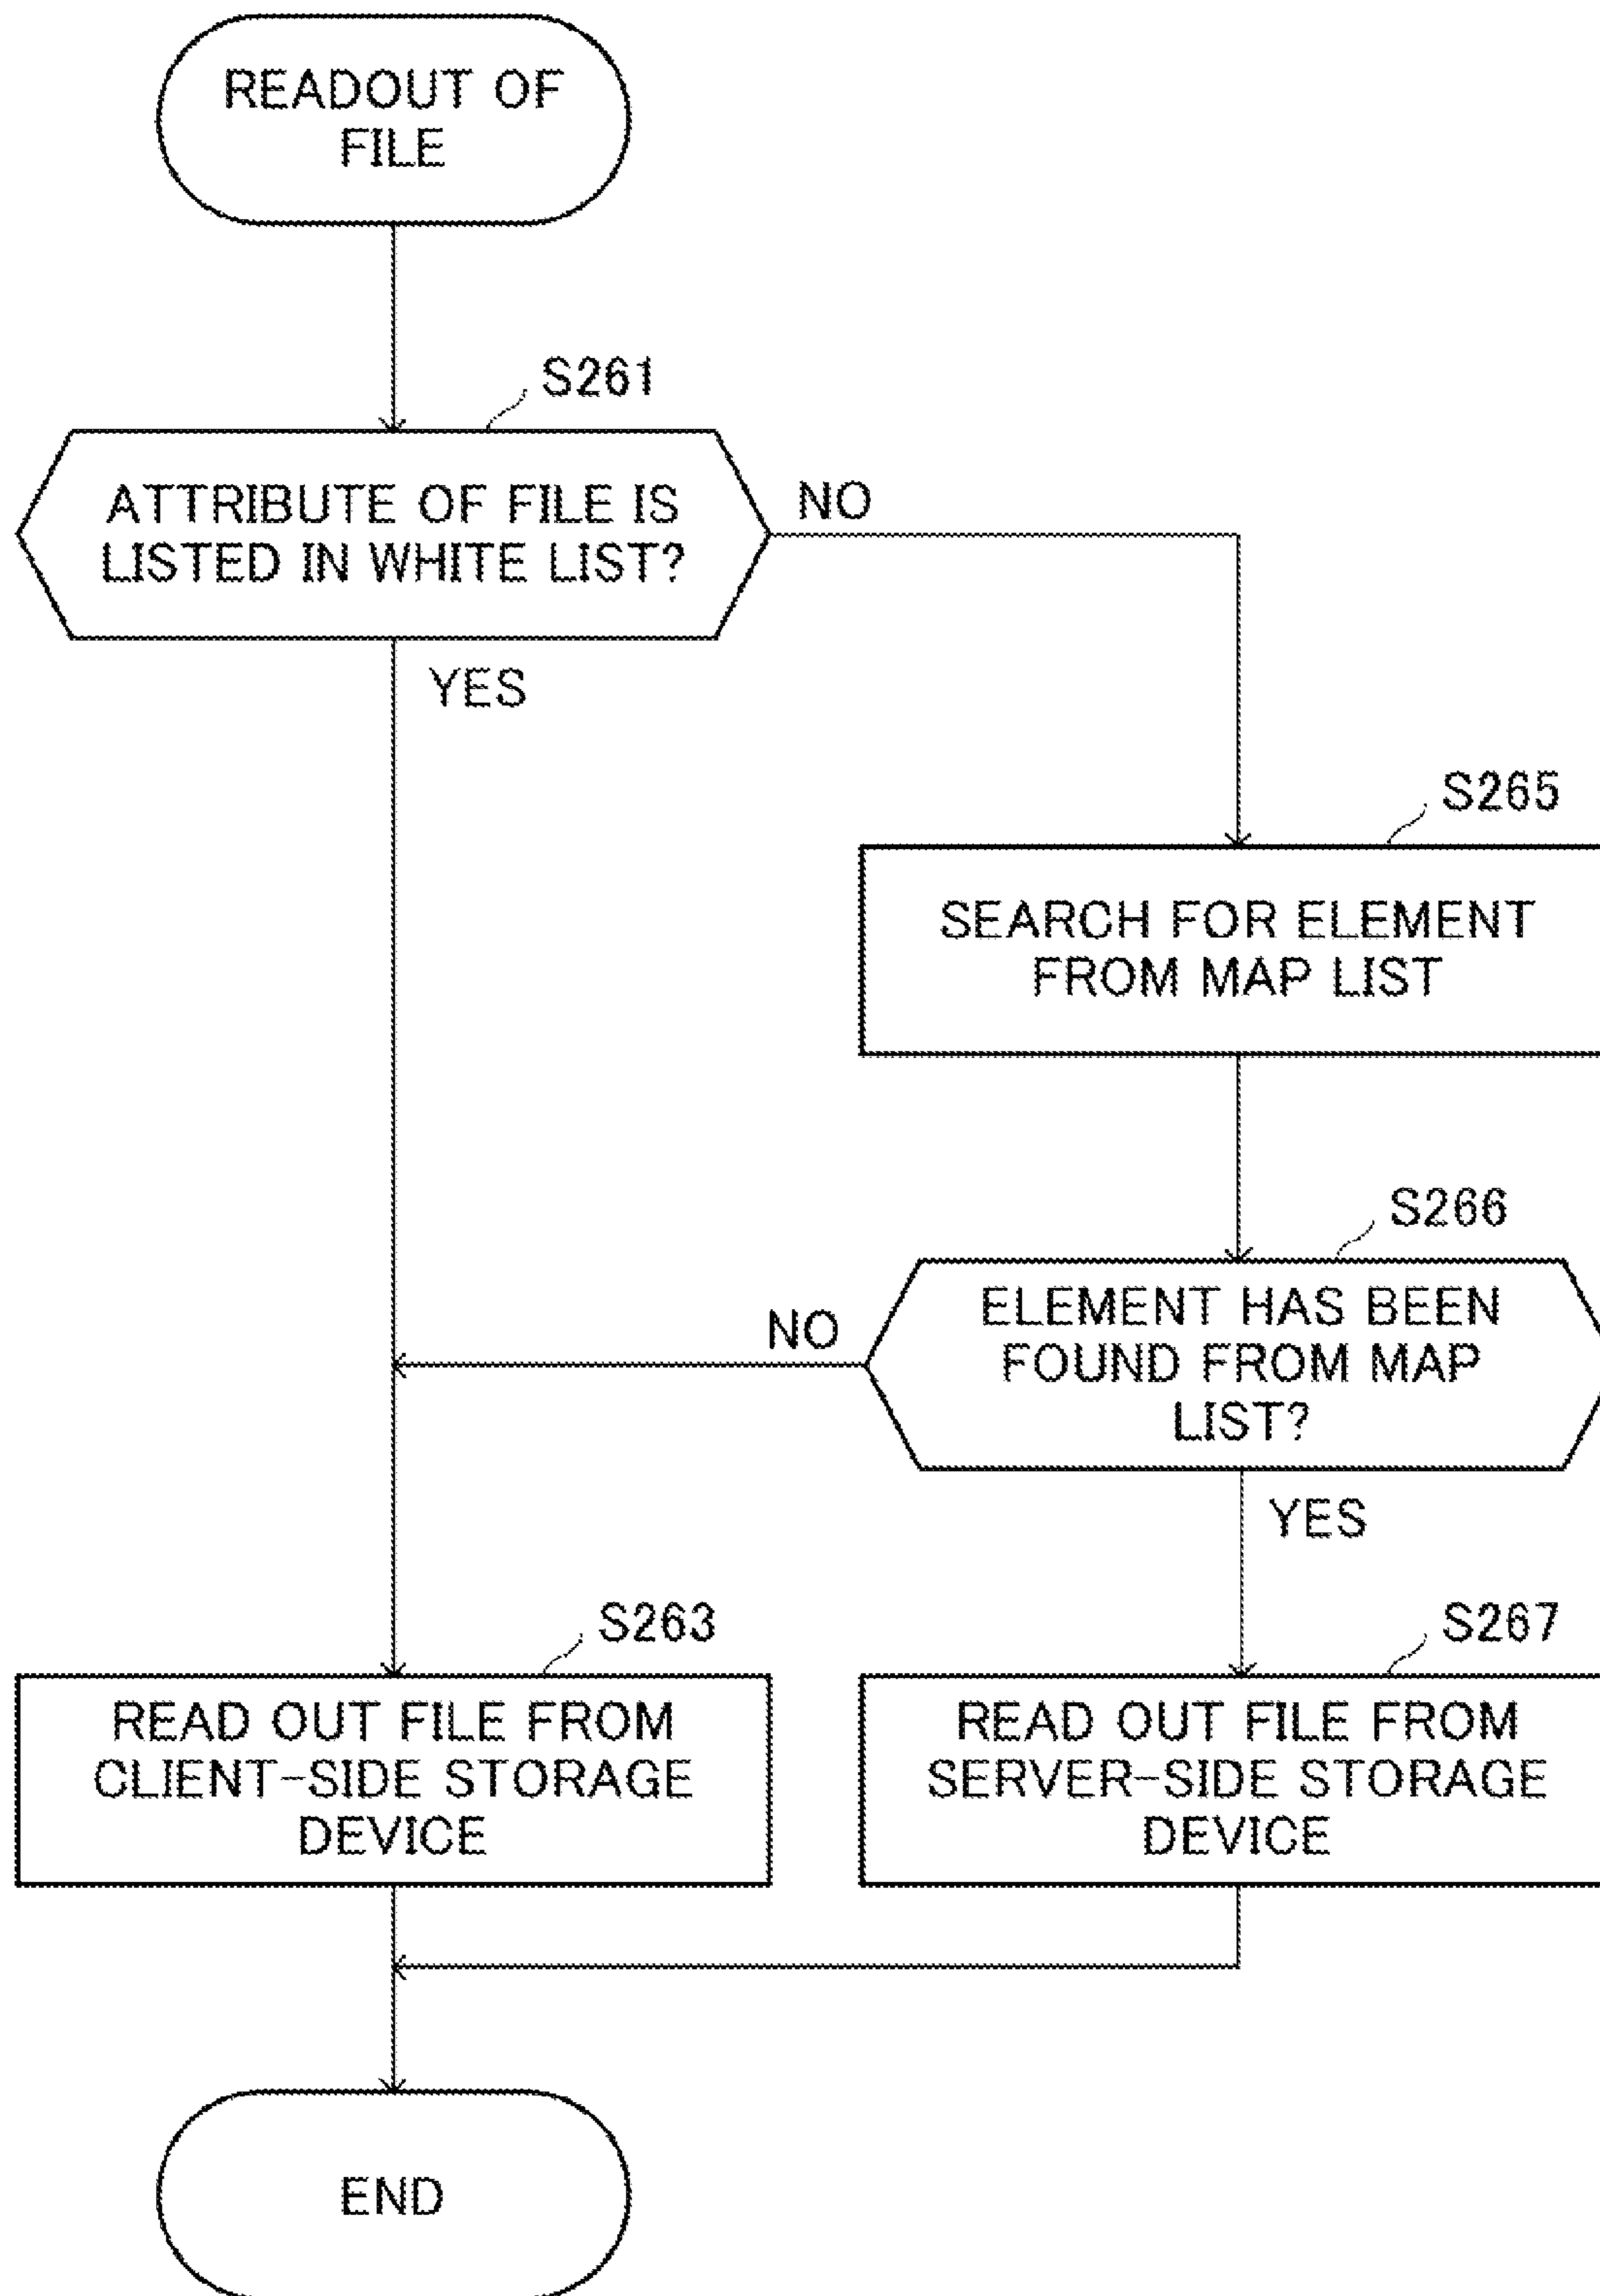 READOUT OF
FILE
S261
ATTRIBUTE OF FILE IS
LISTED IN WHITE LIST?
NO
YES
S265
SEARCH FOR ELEMENT
FROM MAP LIST
S266
ELEMENT HAS BEEN
FOUND FROM MAP
LIST?
NO
YES
S263
READ OUT FILE FROM
CLIENT-SIDE STORAGE
DEVICE
S267
READ OUT FILE FROM
SERVER-SIDE STORAGE
DEVICE
END